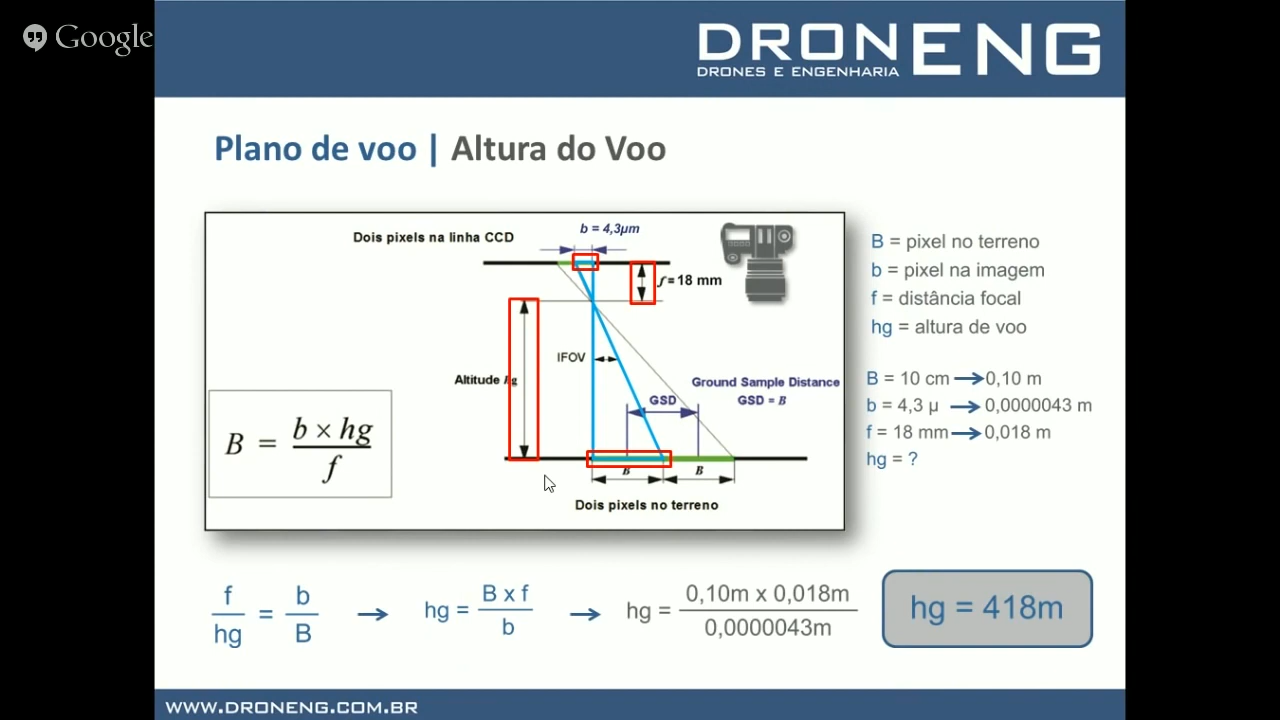 Google
DRONENG
DRONES E ENGENHARIA
Plano de voo | Altura do Voo
Dois pixels na linha CCD
b = 4,3μm
f = 18 mm
IFOV
Altitude hg
Ground Sample Distance
GSD = B
GSD
B = b × hg / f
B
B
Dois pixels no terreno
B = pixel no terreno
b = pixel na imagem
f = distância focal
hg = altura de voo
B = 10 cm → 0,10 m
b = 4,3 μ → 0,0000043 m
f = 18 mm → 0,018 m
hg = ?
f / hg = b / B → hg = B x f / b → hg = 0,10m x 0,018m / 0,0000043m
hg = 418m
WWW.DRONENG.COM.BR